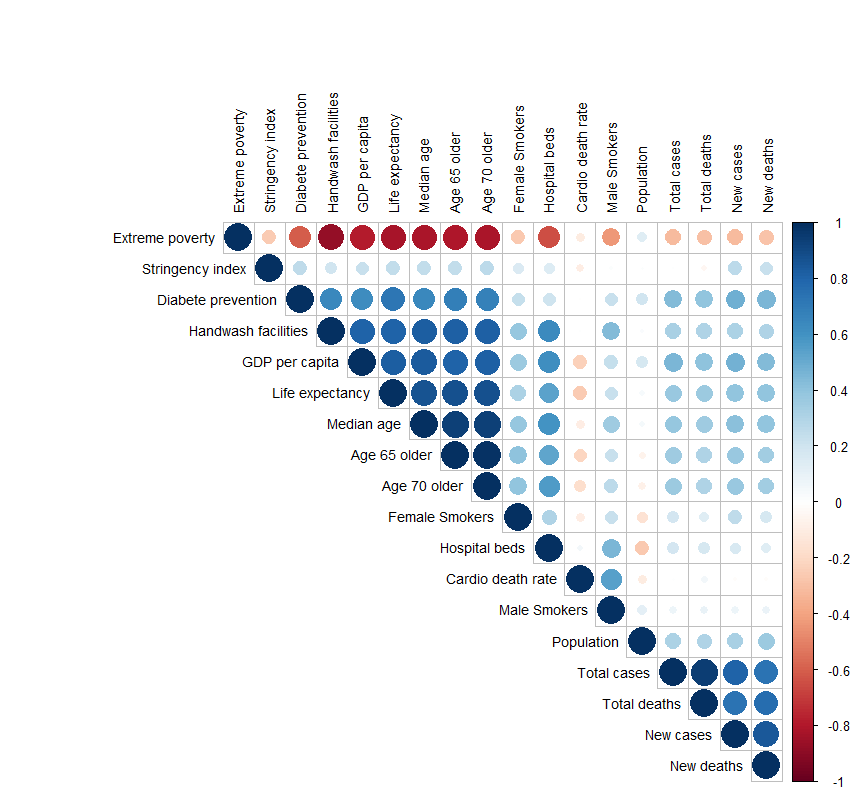 Extreme poverty
Stringency index
Diabete prevention
Handwash facilities
GDP per capita
Life expectancy
Median age
Age 65 older
Age 70 older
Female Smokers
Hospital beds
Cardio death rate
Male Smokers
Population
Total cases
Total deaths
New cases
New deaths
Extreme poverty
Stringency index
Diabete prevention
Handwash facilities
GDP per capita
Life expectancy
Median age
Age 65 older
Age 70 older
Female Smokers
Hospital beds
Cardio death rate
Male Smokers
Population
Total cases
Total deaths
New cases
New deaths
1
0.8
0.6
0.4
0.2
0
-0.2
-0.4
-0.6
-0.8
-1